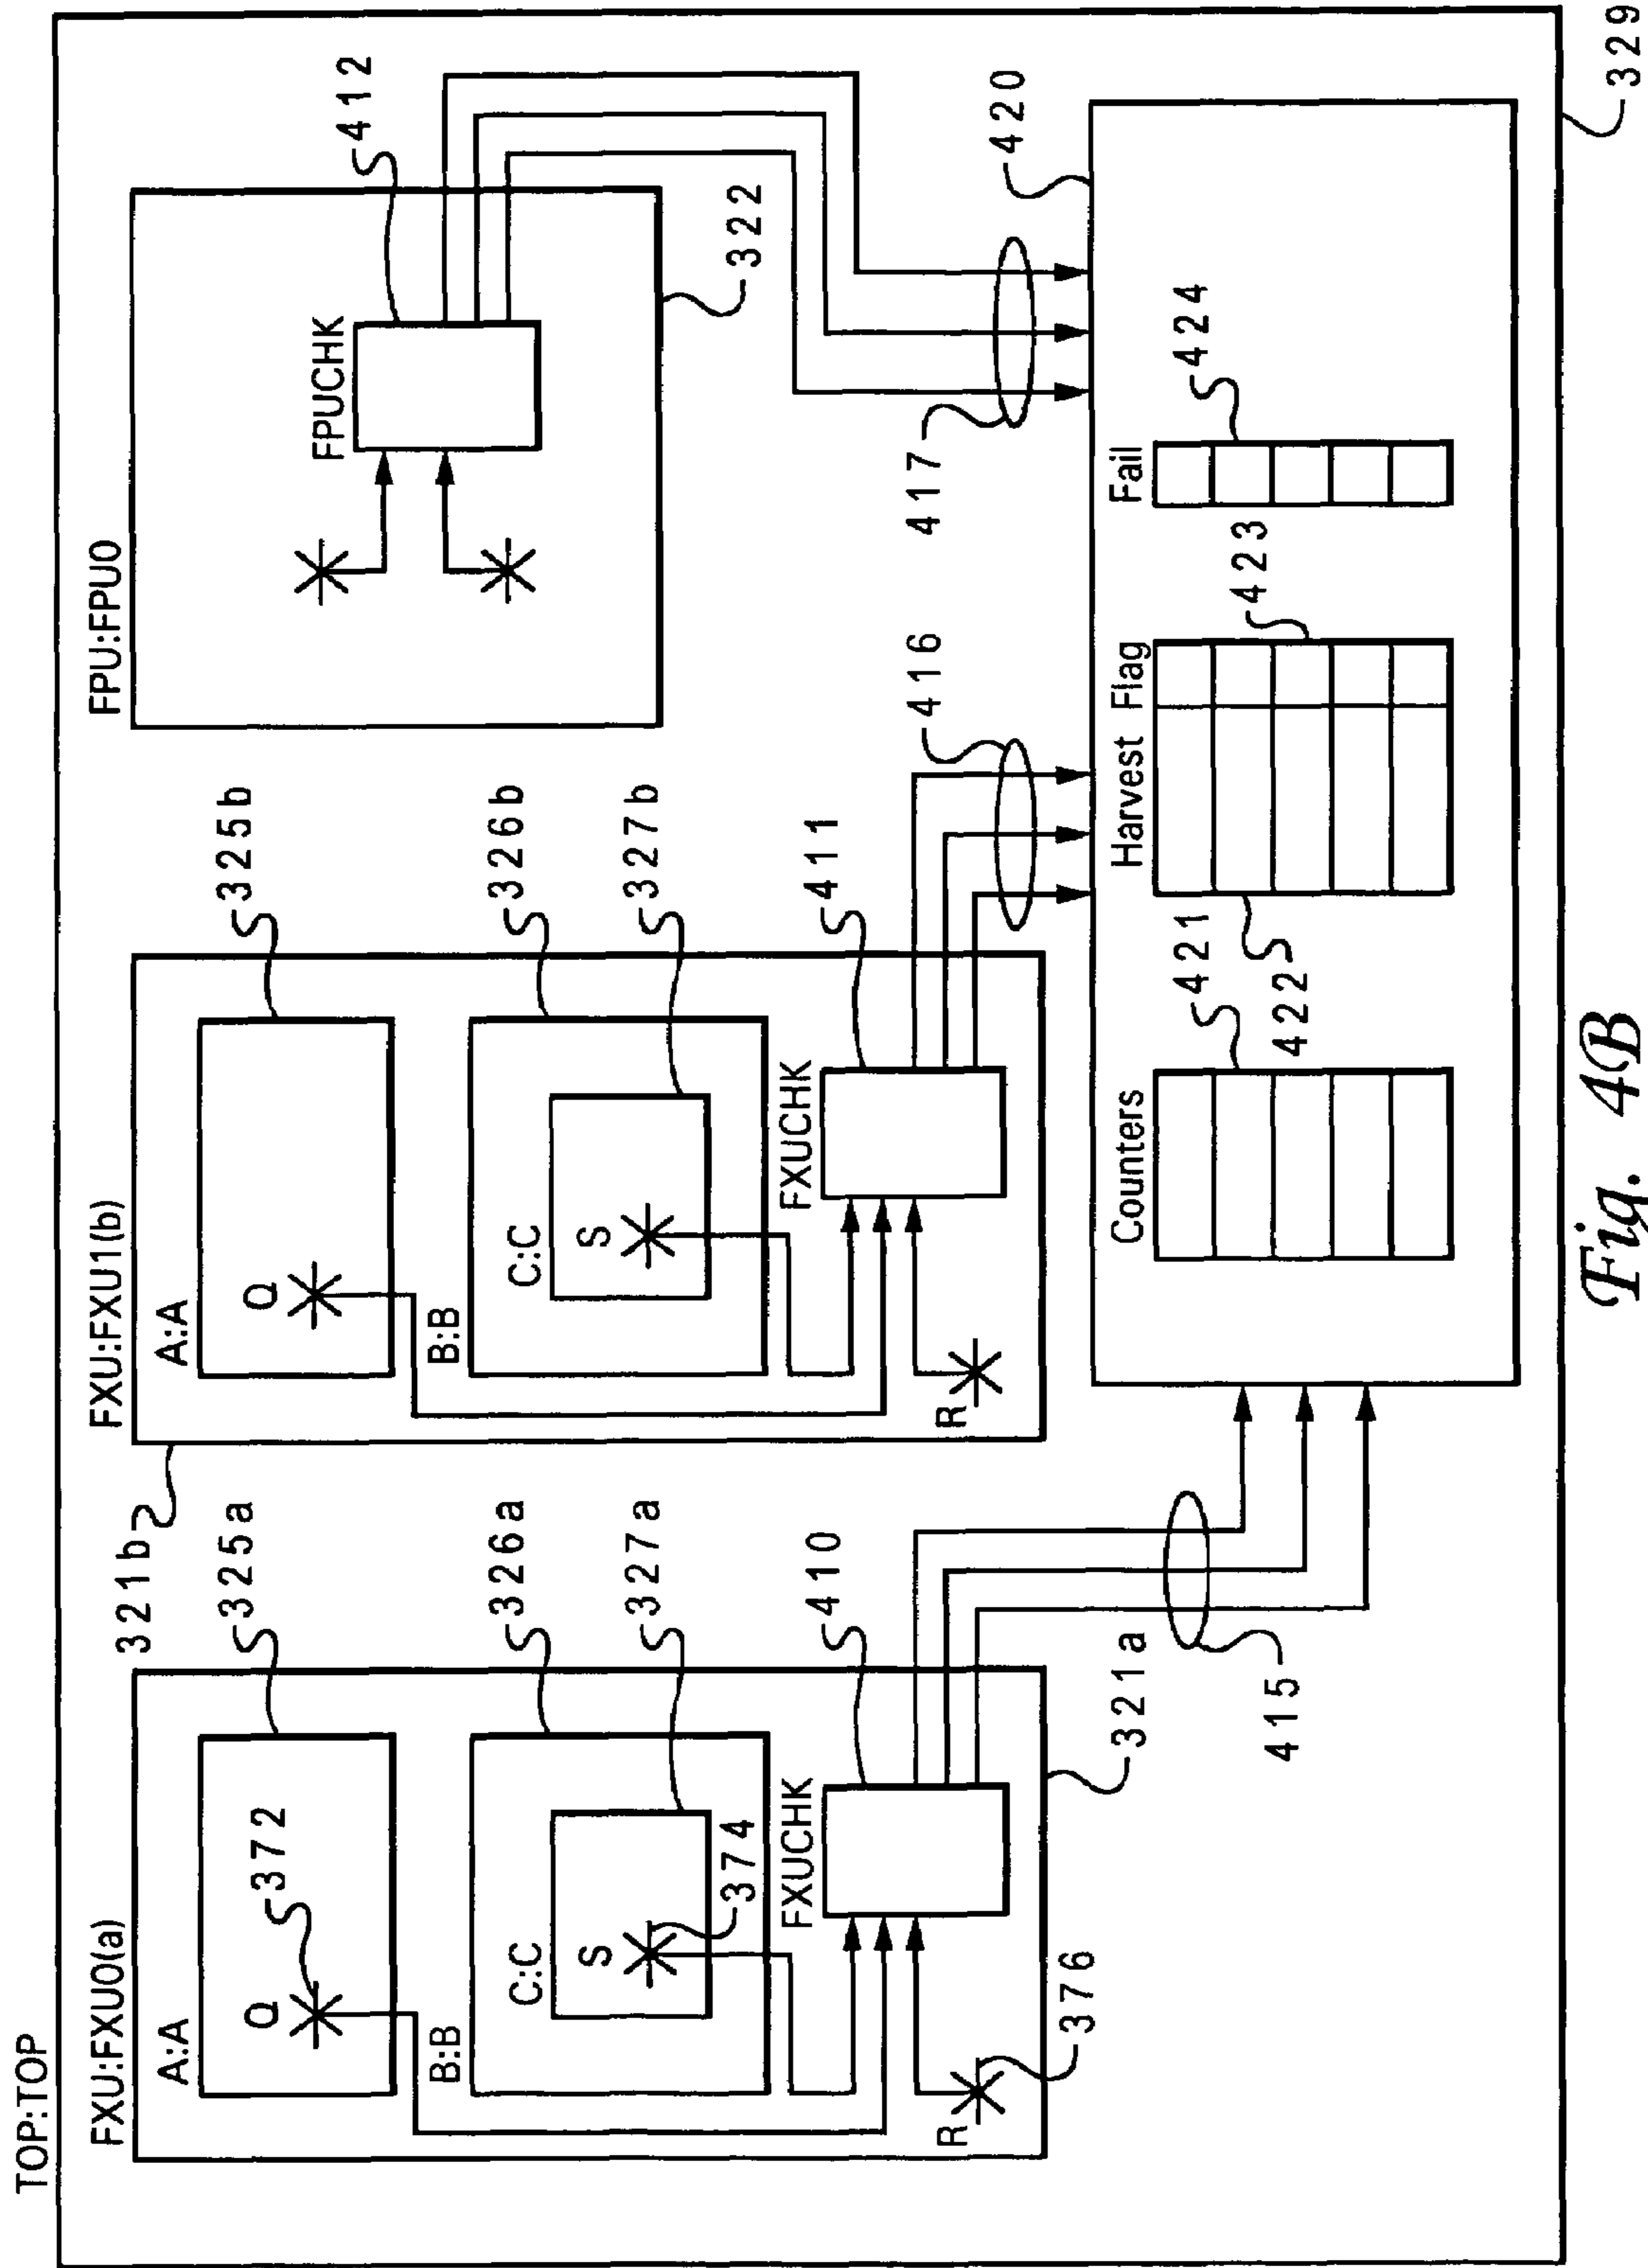 TOP:TOP
FXU:FXU0(a)
A:A
Q
372
325a
B:B
326a
C:C
S
374
327a
FXUCHK
410
R
376
321a
415
321b
FXU:FXU1(b)
A:A
Q
325b
B:B
326b
C:C
S
327b
FXUCHK
411
R
416
FPU:FPU0
FPUCHK
412
322
417
420
Counters
421
422
Harvest Flag
423
Fail
424
329
Fig. 4B